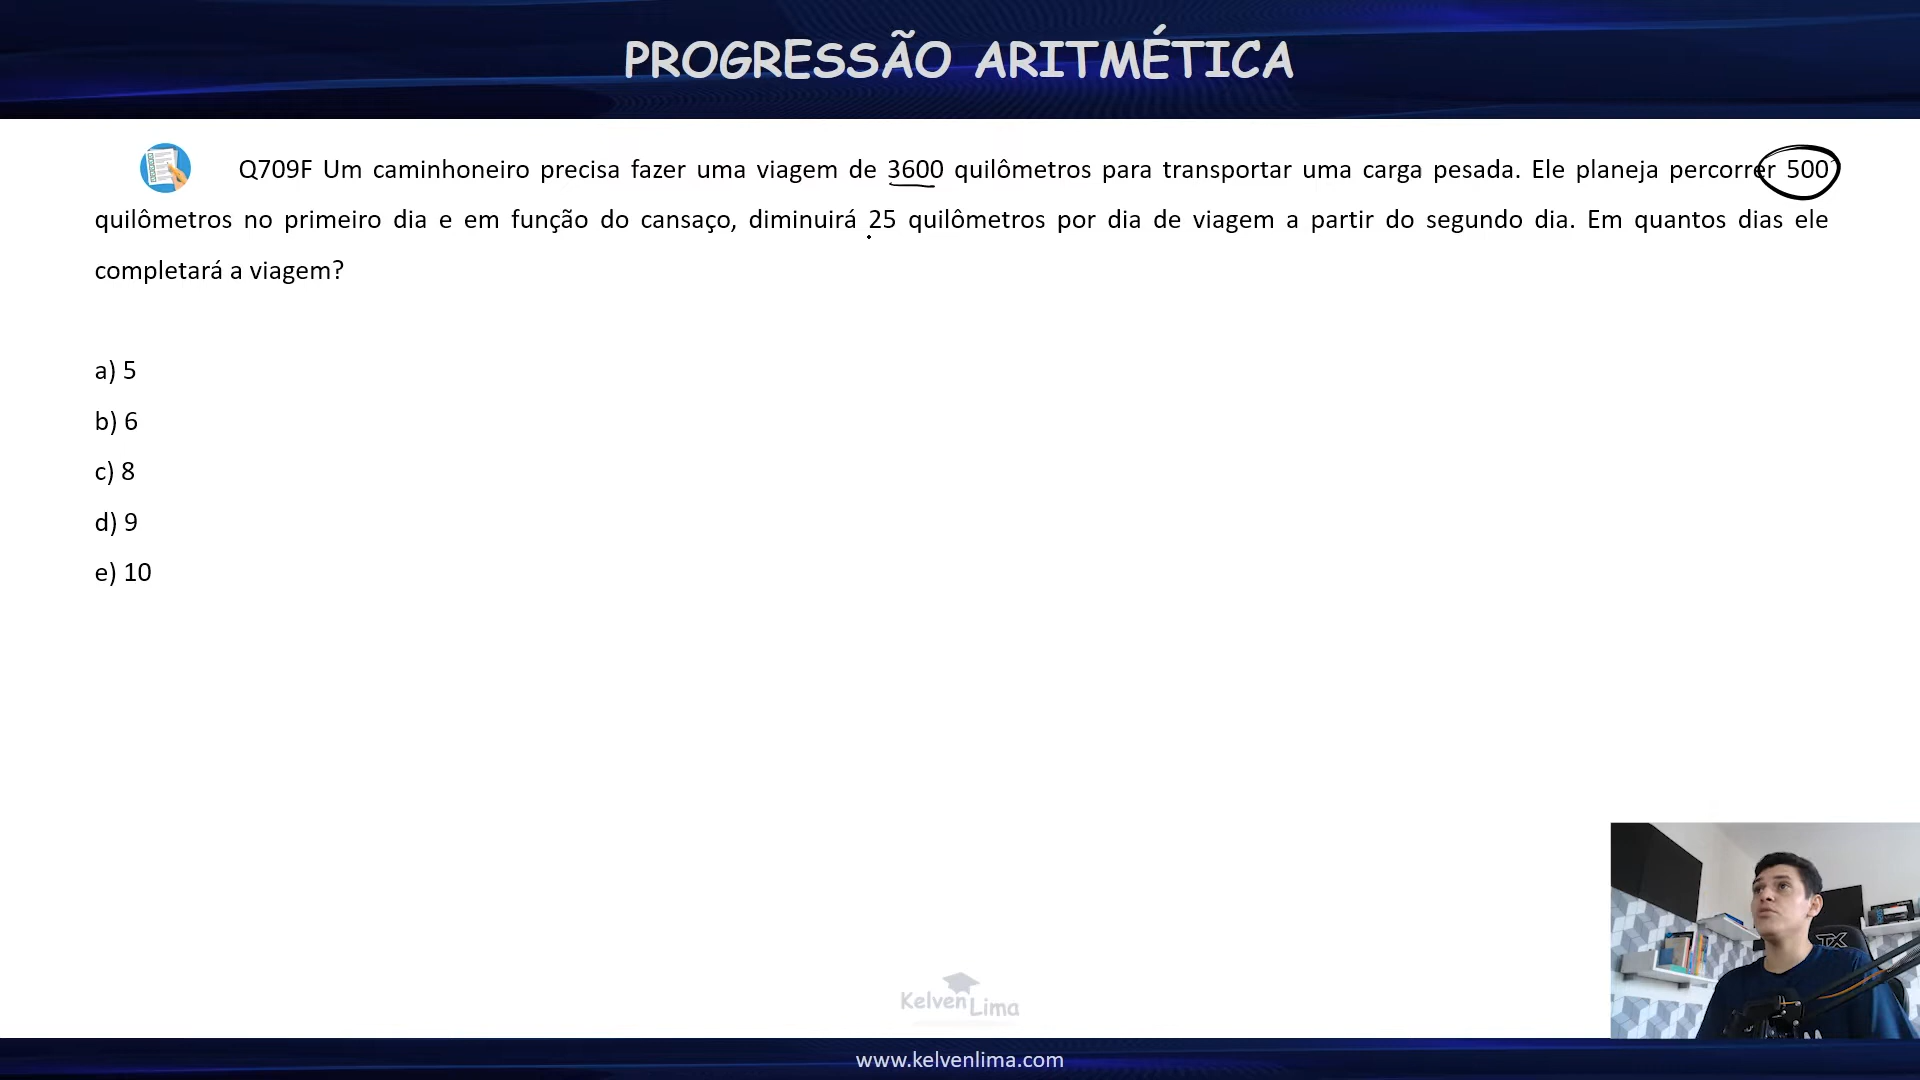 PROGRESSÃO ARITMÉTICA
Q709F Um caminhoneiro precisa fazer uma viagem de 3600 quilômetros para transportar uma carga pesada. Ele planeja percorrer 500
quilômetros no primeiro dia e em função do cansaço, diminuirá 25 quilômetros por dia de viagem a partir do segundo dia. Em quantos dias ele
completará a viagem?
a) 5
b) 6
c) 8
d) 9
e) 10
TX
Kelven Lima
www.kelvenlima.com